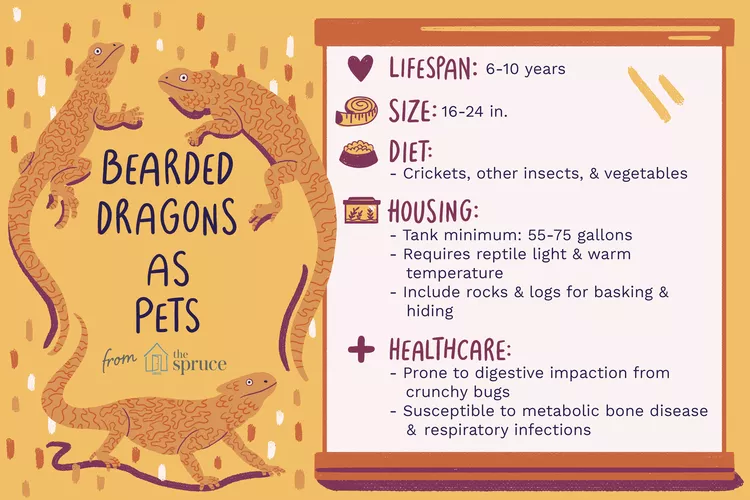 BEARDED
DRAGONS
AS
PETS
from the spruce
LIFESPAN: 6-10 years
SIZE: 16-24 in.
DIET:
- Crickets, other insects, & vegetables
HOUSING:
- Tank minimum: 55-75 gallons
- Requires reptile light & warm
temperature
- Include rocks & logs for basking &
hiding
HEALTHCARE:
- Prone to digestive impaction from
crunchy bugs
- Susceptible to metabolic bone disease
& respiratory infections